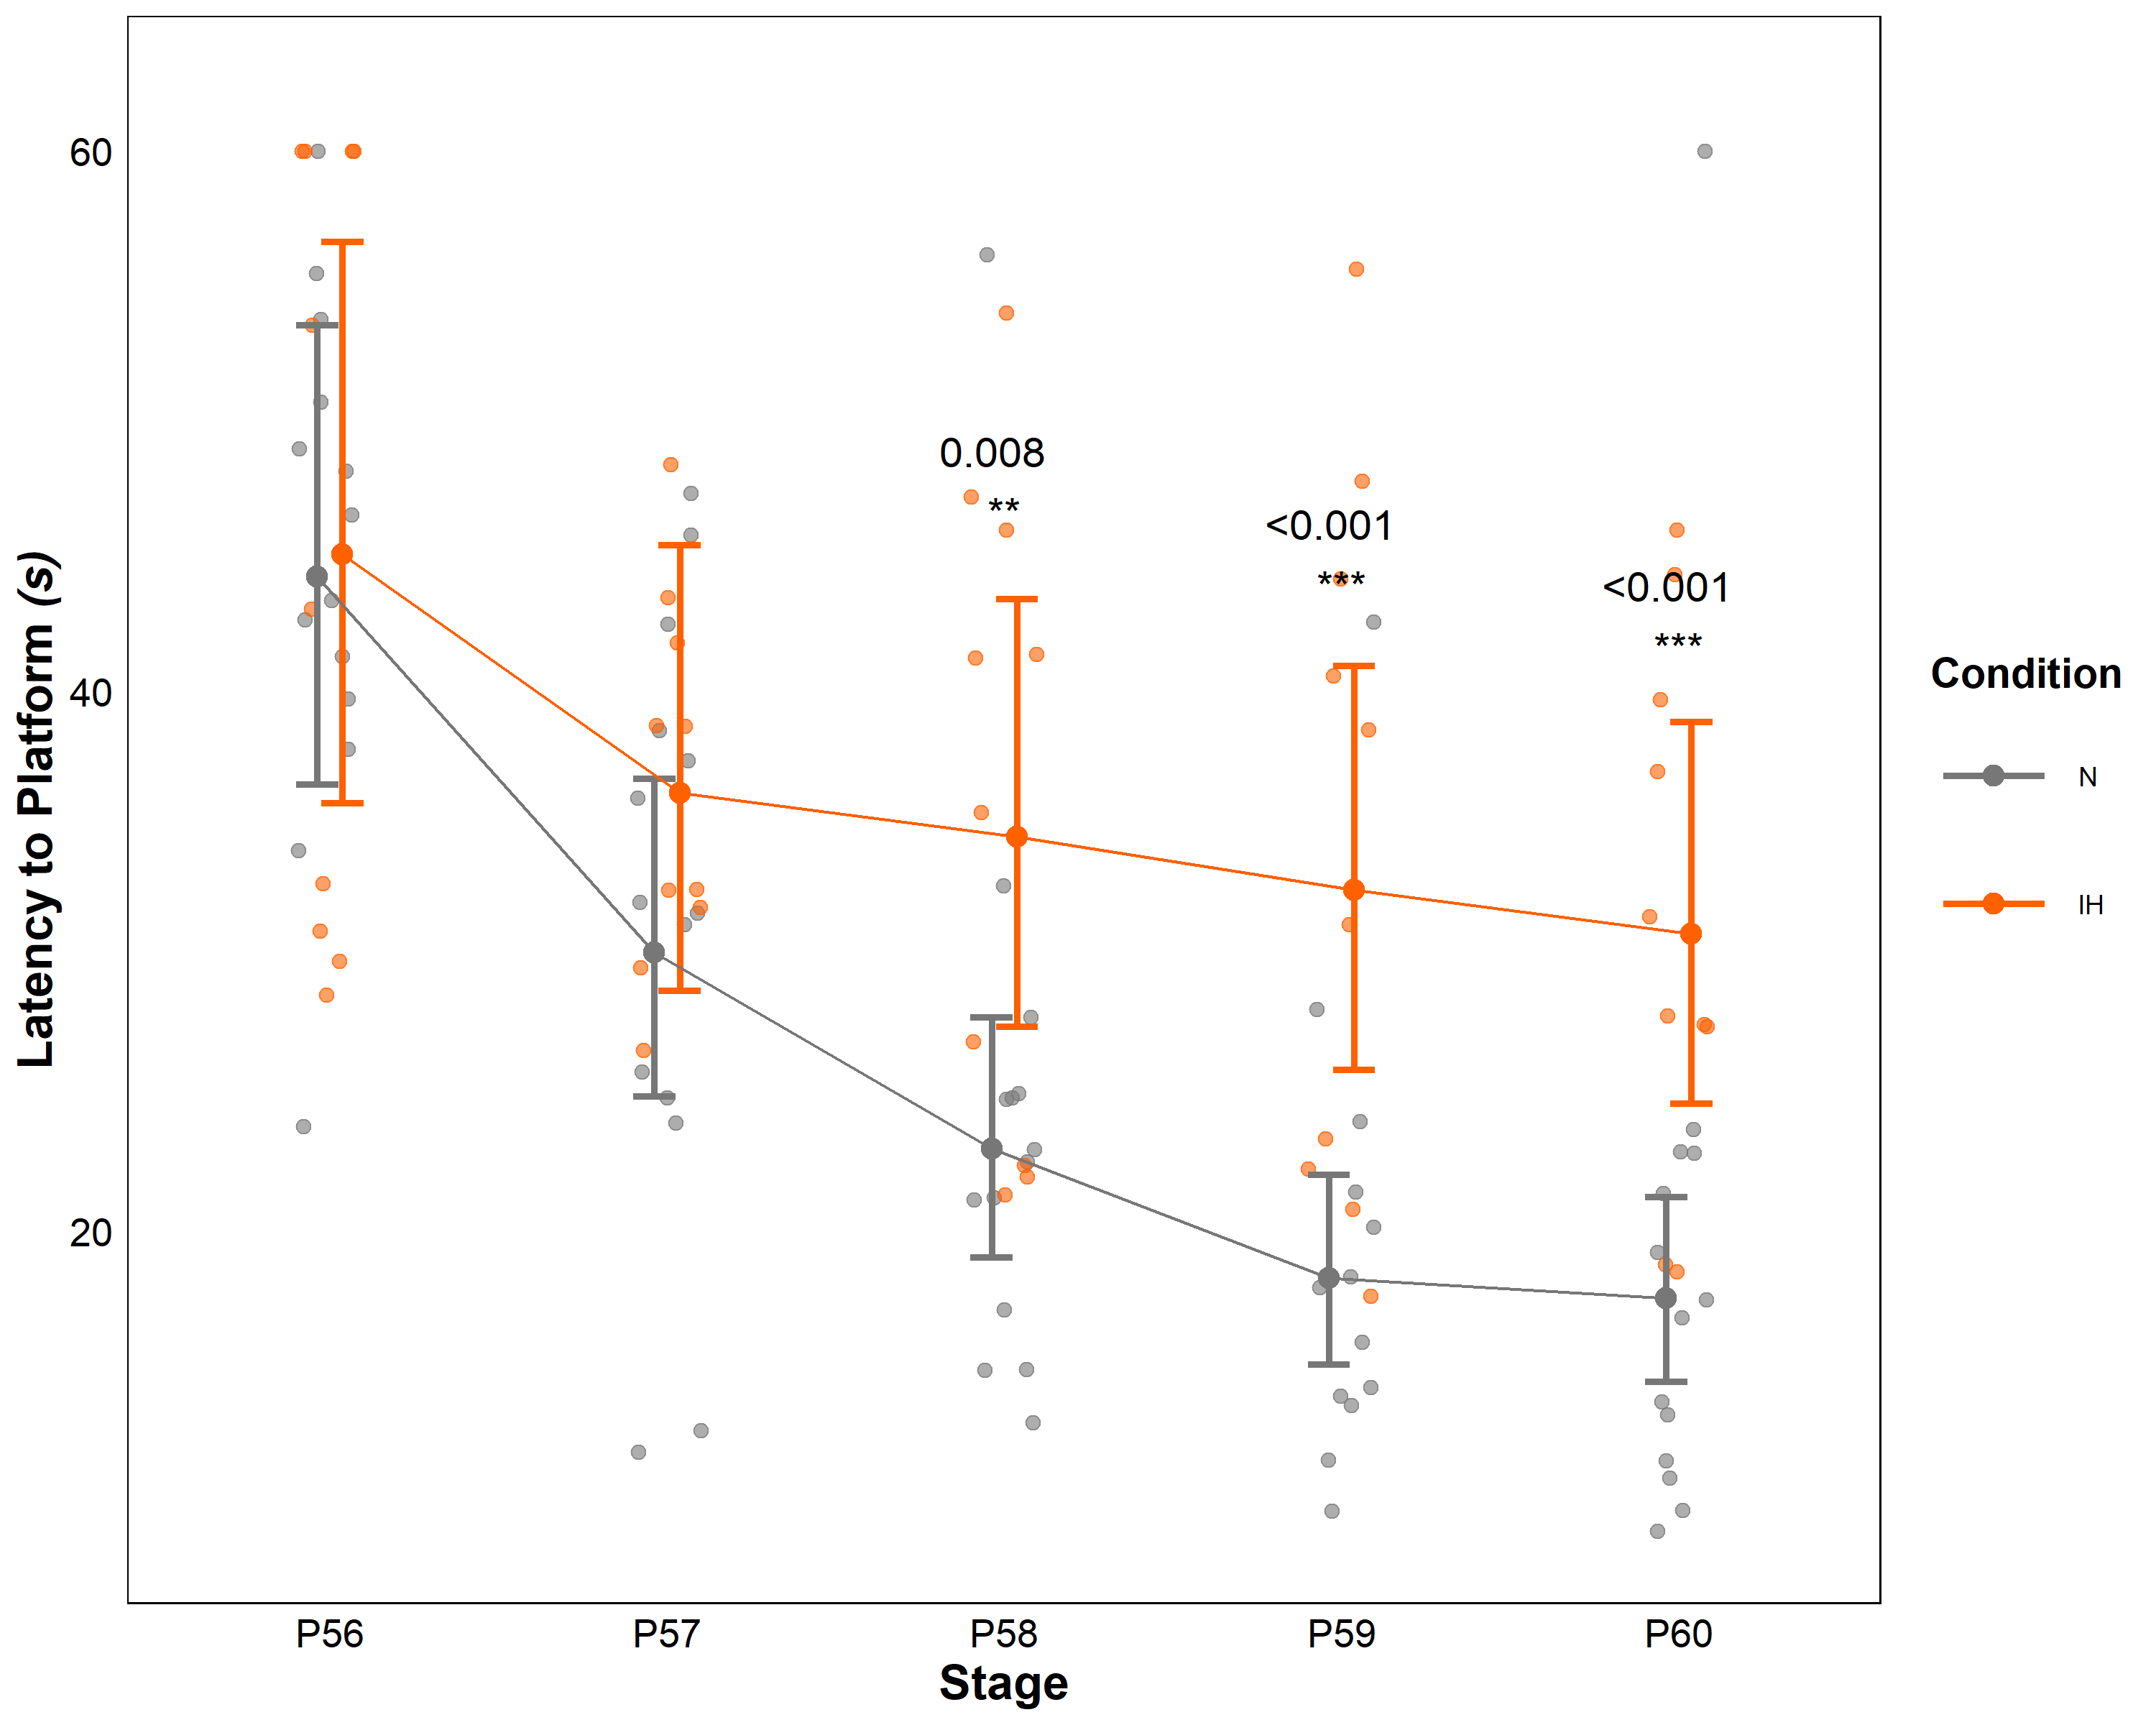 60
40
20
Latency to Platform (s)
0.008
**
<0.001
***
<0.001
***
P56 P57 P58 P59 P60
Stage
Condition
N
IH